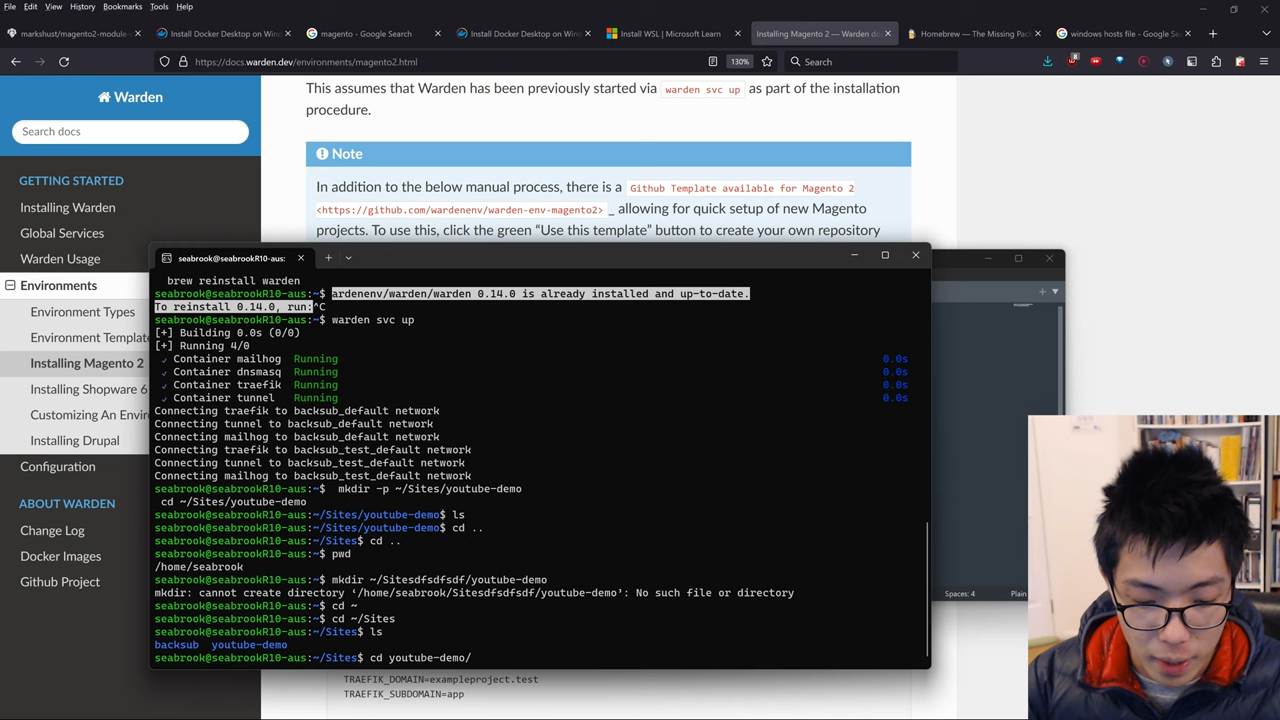 File Edit View History Bookmarks Tools Help
markshust/magento2-module-
Install Docker Desktop on Wind
magento - Google Search
Install Docker Desktop on Wind
Install WSL | Microsoft Learn
Installing Magento 2 — Warden do
Homebrew — The Missing Pac
windows hosts file - Google Se
https://docs.warden.dev/environments/magento2.html
130%
Search
Warden
Search docs
GETTING STARTED
Installing Warden
Global Services
Warden Usage
Environments
Environment Types
Environment Template
Installing Magento 2
Installing Shopware 6
Customizing An Enviro
Installing Drupal
Configuration
ABOUT WARDEN
Change Log
Docker Images
Github Project
This assumes that Warden has been previously started via warden svc up as part of the installation
procedure.
Note
In addition to the below manual process, there is a Github Template available for Magento 2
<https://github.com/wardenenv/warden-env-magento2> _ allowing for quick setup of new Magento
projects. To use this, click the green “Use this template” button to create your own repository
seabrook@seabrookR10-aus:
brew reinstall warden
seabrook@seabrookR10-aus:~$ ardenenv/warden/warden 0.14.0 is already installed and up-to-date.
To reinstall 0.14.0, run:^C
seabrook@seabrookR10-aus:~$ warden svc up
[+] Building 0.0s (0/0)
[+] Running 4/0
✓ Container mailhog Running 0.0s
✓ Container dnsmasq Running 0.0s
✓ Container traefik Running 0.0s
✓ Container tunnel Running 0.0s
Connecting traefik to backsub_default network
Connecting tunnel to backsub_default network
Connecting mailhog to backsub_default network
Connecting traefik to backsub_test_default network
Connecting tunnel to backsub_test_default network
Connecting mailhog to backsub_test_default network
seabrook@seabrookR10-aus:~$ mkdir -p ~/Sites/youtube-demo
cd ~/Sites/youtube-demo
seabrook@seabrookR10-aus:~/Sites/youtube-demo$ ls
seabrook@seabrookR10-aus:~/Sites/youtube-demo$ cd ..
seabrook@seabrookR10-aus:~/Sites$ cd ..
seabrook@seabrookR10-aus:~$ pwd
/home/seabrook
seabrook@seabrookR10-aus:~$ mkdir ~/Sitesdfsdfsdf/youtube-demo
mkdir: cannot create directory ‘/home/seabrook/Sitesdfsdfsdf/youtube-demo’: No such file or directory
seabrook@seabrookR10-aus:~$ cd ~
seabrook@seabrookR10-aus:~$ cd ~/Sites
seabrook@seabrookR10-aus:~/Sites$ ls
backsub youtube-demo
seabrook@seabrookR10-aus:~/Sites$ cd youtube-demo/
Spaces: 4
Plain
TRAEFIK_DOMAIN=exampleproject.test
TRAEFIK_SUBDOMAIN=app